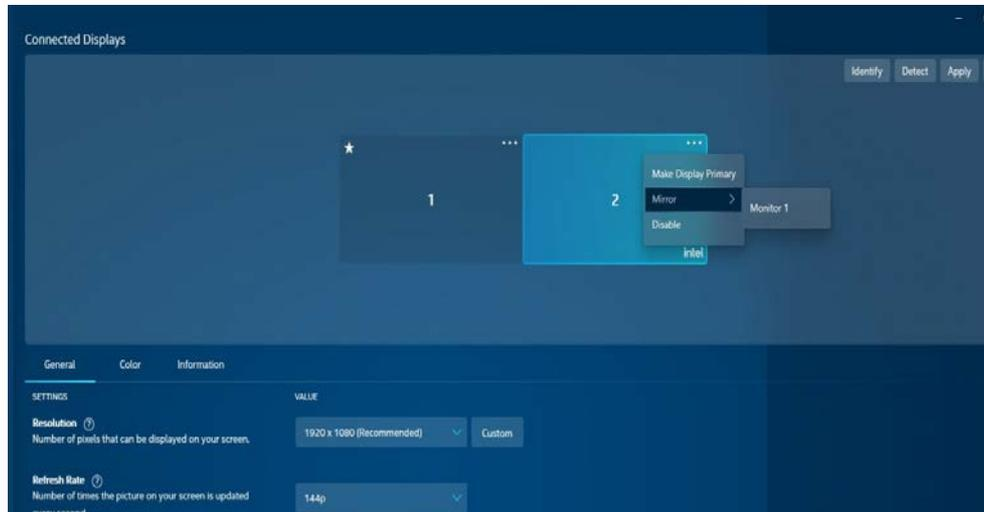 Connected Displays
Identify Detect Apply
1
2
Make Display Primary
Mirror
Monitor 1
Disable
intel
General Color Information
SETTINGS VALUE
Resolution ?
Number of pixels that can be displayed on your screen.
1920 x 1080 (Recommended) Custom
Refresh Rate ?
Number of times the picture on your screen is updated
144p